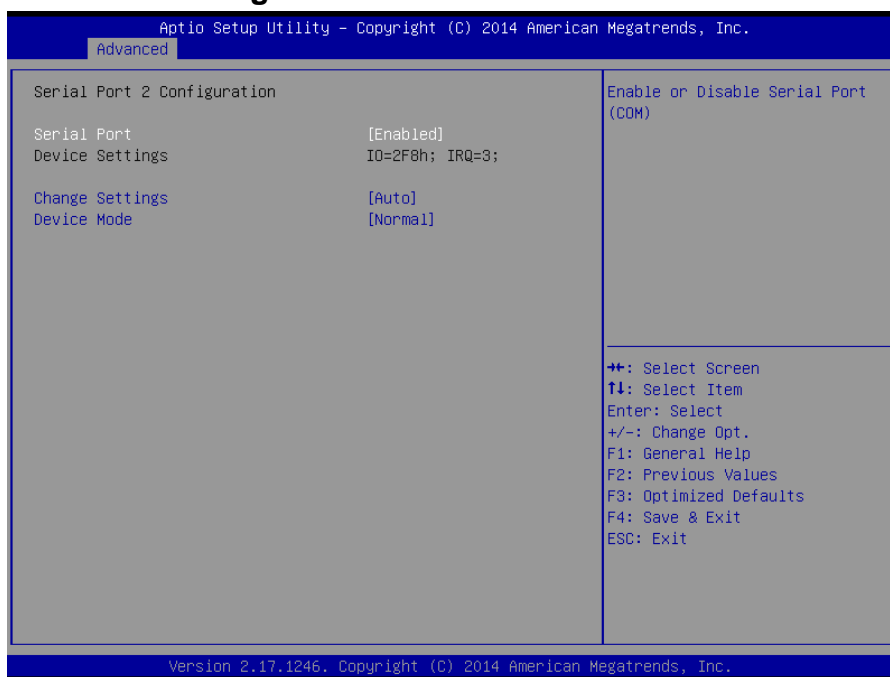 Aptio Setup Utility – Copyright (C) 2014 American Megatrends, Inc.
Advanced
Serial Port 2 Configuration
Serial Port [Enabled]
Device Settings IO=2F8h; IRQ=3;
Change Settings [Auto]
Device Mode [Normal]
Enable or Disable Serial Port
(COM)
→←: Select Screen
↑↓: Select Item
Enter: Select
+/-: Change Opt.
F1: General Help
F2: Previous Values
F3: Optimized Defaults
F4: Save & Exit
ESC: Exit
Version 2.17.1246. Copyright (C) 2014 American Megatrends, Inc.